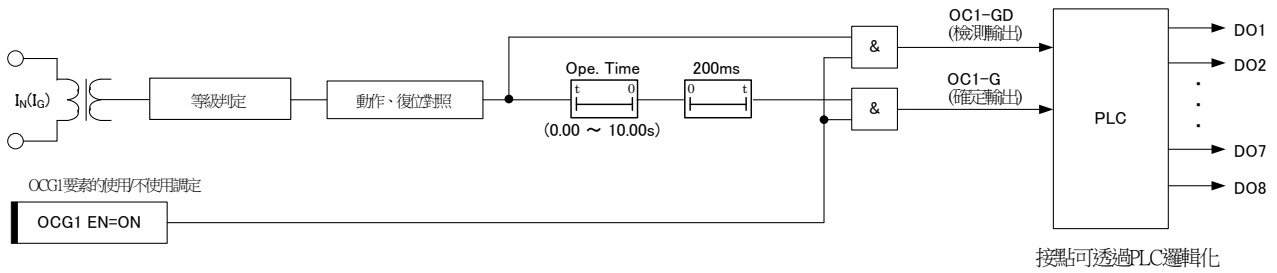 OC1-GD
(檢測輸出)
DO1
&
Ope. Time
200ms
DO2
I_N(I_G)
等級判定
動作、復位對照
t 0
0 t
OC1-G
(確定輸出)
&
PLC
(0.00 ～ 10.00s)
DO7
OCG1要素的使用/不使用調定
DO8
OCG1 EN=ON
接點可透過PLC邏輯化